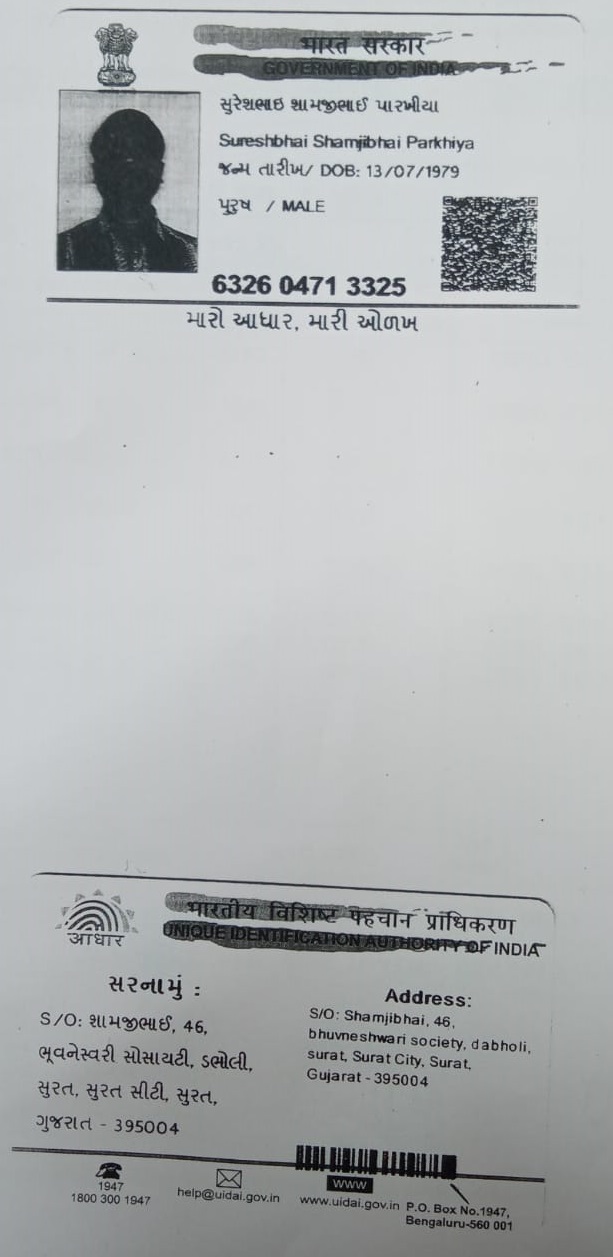 भारत सरकार
GOVERNMENT OF INDIA
સુરેશભાઇ શામજીભાઈ પારખીયા
Sureshbhai Shamjibhai Parkhiya
જન્મ તારીખ/ DOB: 13/07/1979
પુરુષ / MALE
6326 0471 3325
મારો આધાર, મારી ઓળખ
भारतीय विशिष्ट पहचान प्राधिकरण
UNIQUE IDENTIFICATION AUTHORITY OF INDIA
आधार
સરનામું :
S/O: શામજીભાઈ, 46,
ભૂવનેસ્વરી સોસાયટી, ડભોલી,
સુરત, સુરત સીટી, સુરત,
ગુજરાત - 395004
Address:
S/O: Shamjibhai, 46,
bhuvneshwari society, dabholi,
surat, Surat City, Surat,
Gujarat - 395004
1947
1800 300 1947
help@uidai.gov.in
WWW
www.uidai.gov.in
P.O. Box No.1947,
Bengaluru-560 001